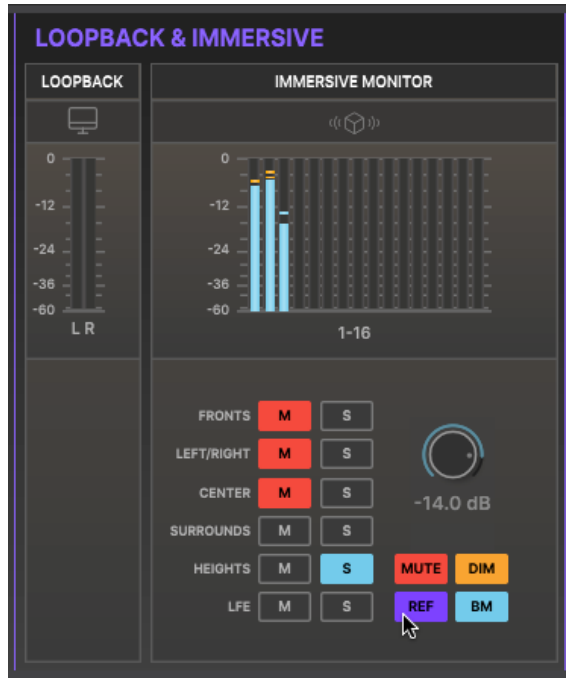 LOOPBACK & IMMERSIVE
LOOPBACK
IMMERSIVE MONITOR
0
-12
-24
-36
-60
L R
0
-12
-24
-36
-60
1-16
FRONTS M S
LEFT/RIGHT M S
CENTER M S
-14.0 dB
SURROUNDS M S
HEIGHTS M S MUTE DIM
LFE M S REF BM